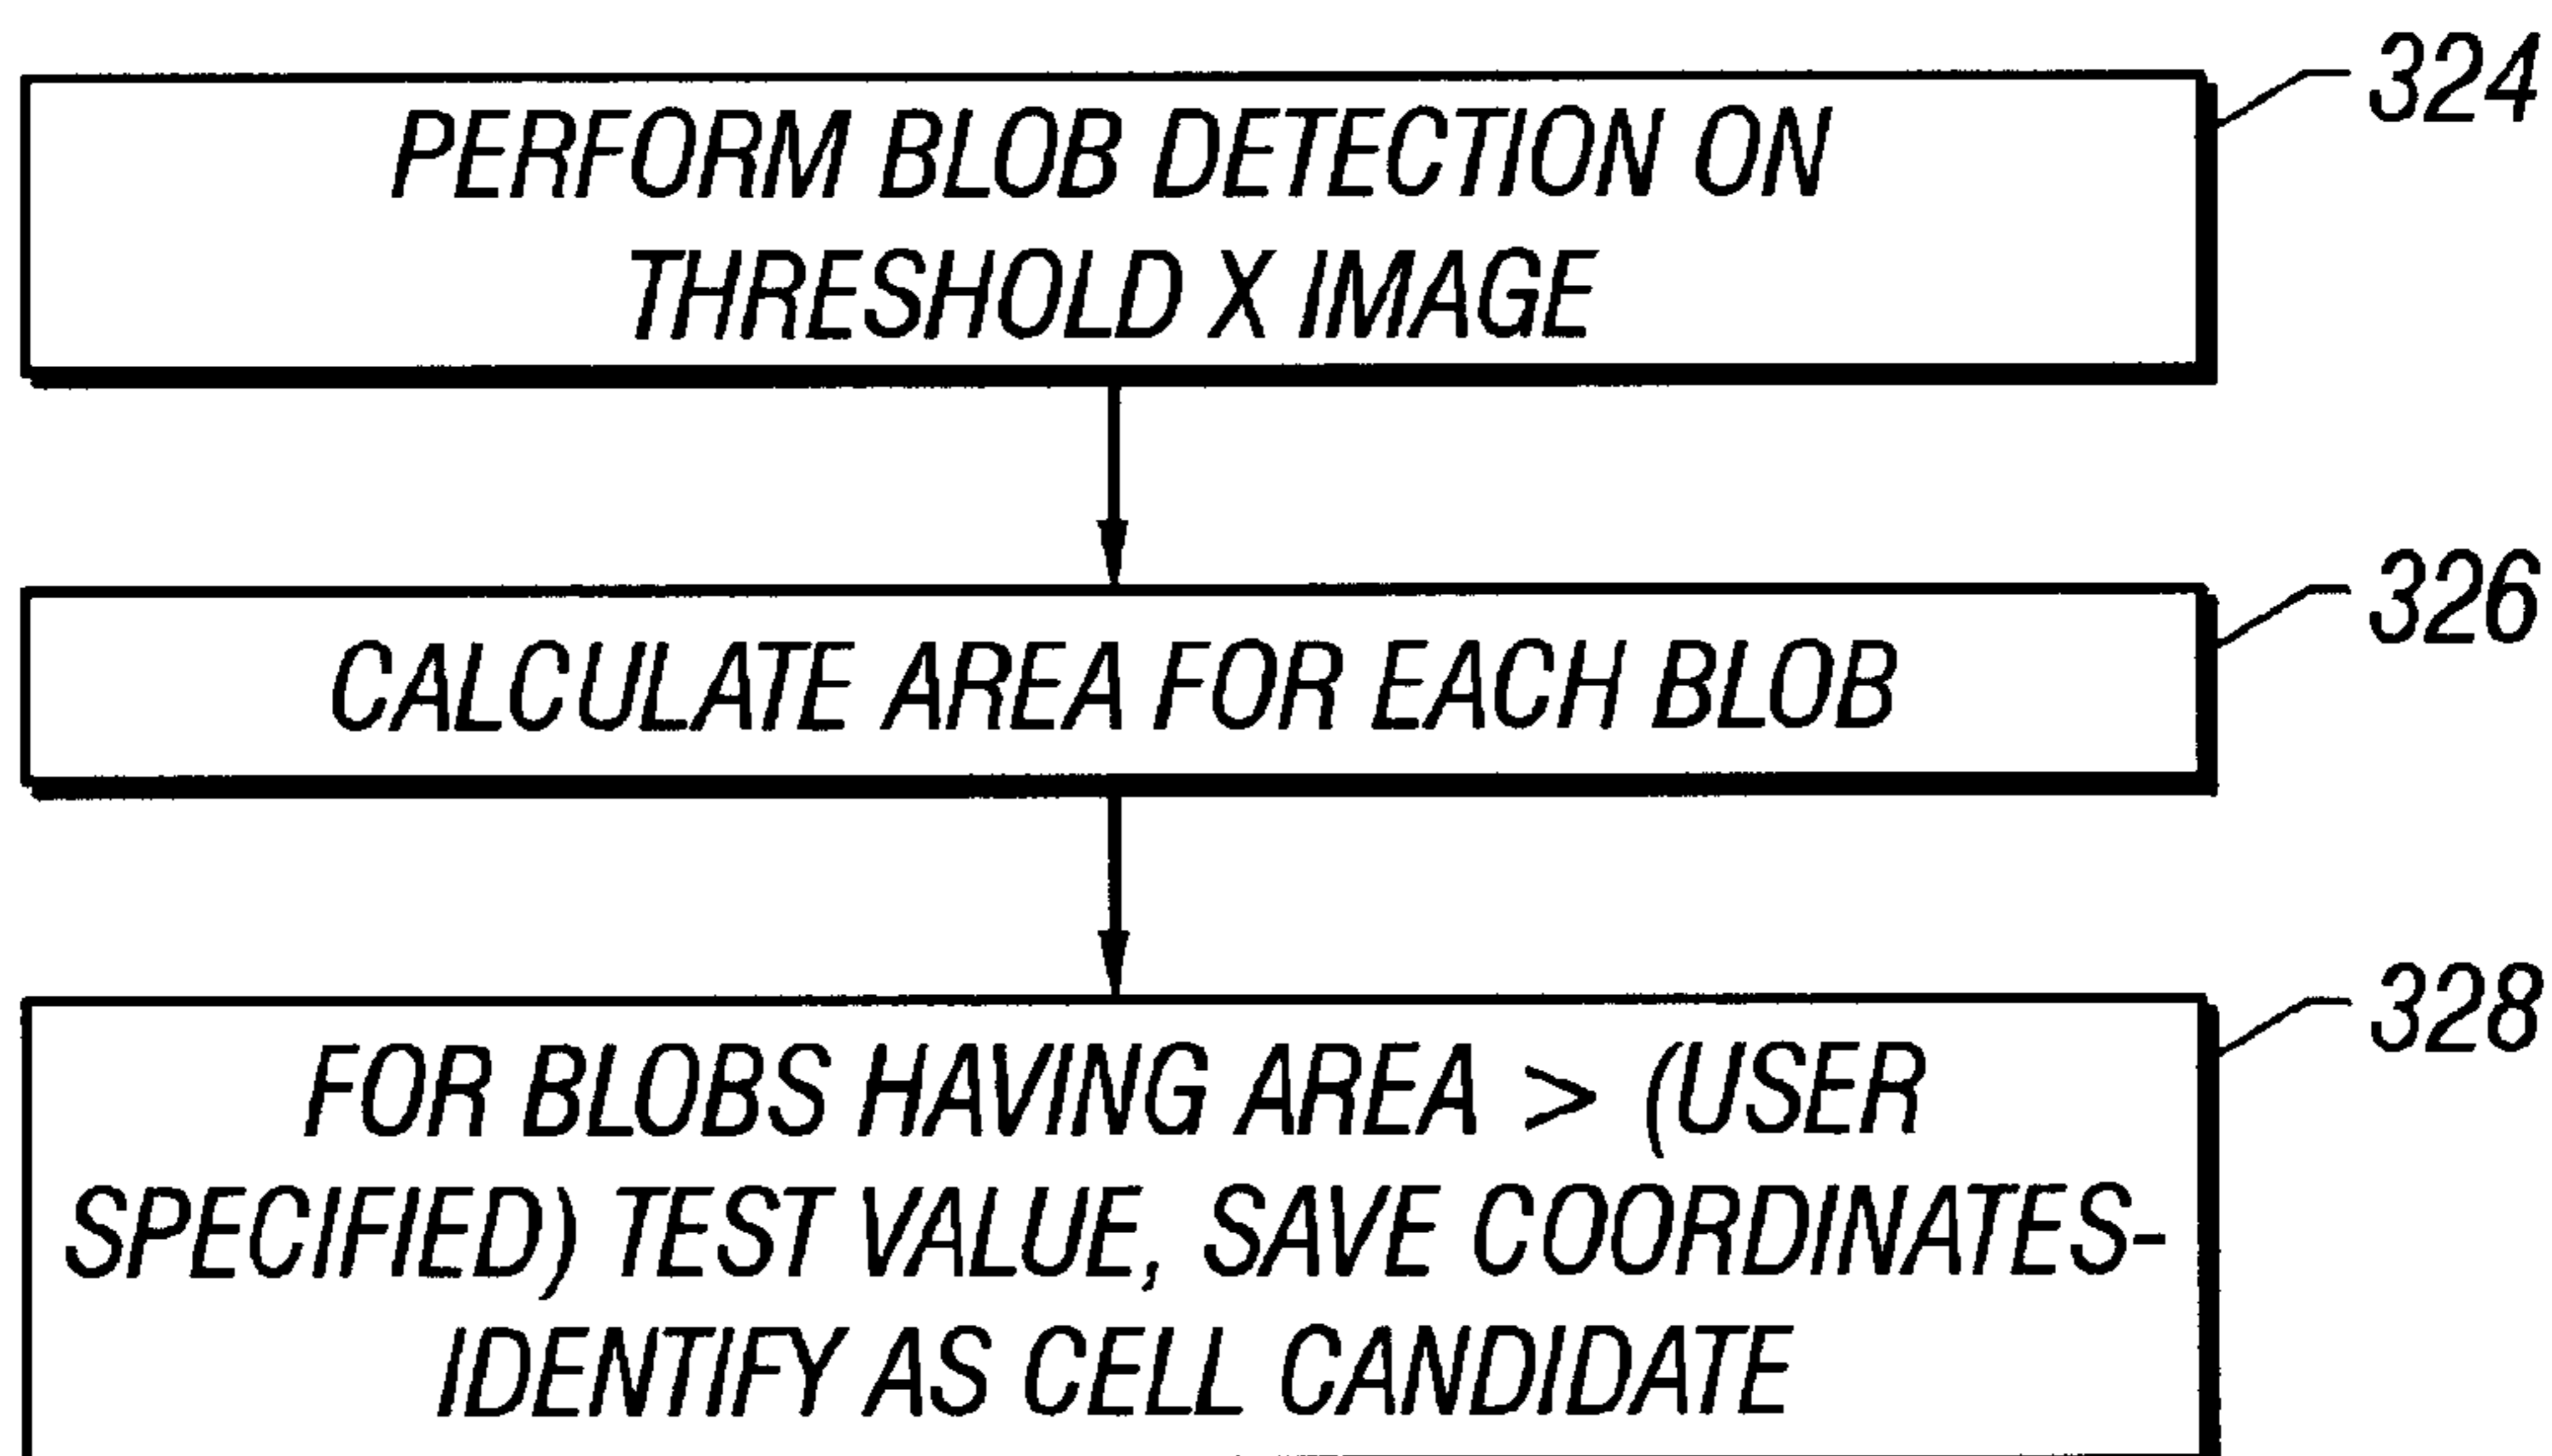 324
PERFORM BLOB DETECTION ON
THRESHOLD X IMAGE
326
CALCULATE AREA FOR EACH BLOB
328
FOR BLOBS HAVING AREA > (USER
SPECIFIED) TEST VALUE, SAVE COORDINATES-
IDENTIFY AS CELL CANDIDATE